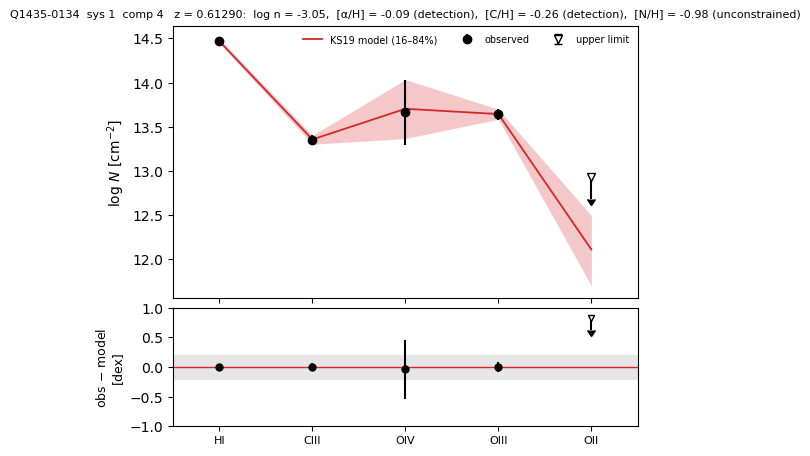 Q1435-0134  sys 1  comp 4   z = 0.61290:  log n = -3.05,  [α/H] = -0.09 (detection),  [C/H] = -0.26 (detection),  [N/H] = -0.98 (unconstrained)
KS19 model (16–84%)
observed
upper limit
log N [cm−2]
14.5
14.0
13.5
13.0
12.5
12.0
obs − model
[dex]
1.0
0.5
0.0
−0.5
−1.0
HI
CIII
OIV
OIII
OII